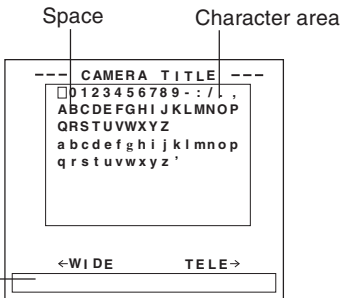 Space Character area
--- CAMERA TITLE ---
□0123456789-:/.,
ABCDEFGHIJKLMNOP
QRSTUVWXYZ
abcdefghijklmnop
qrstuvwxyz'
←WIDE TELE→